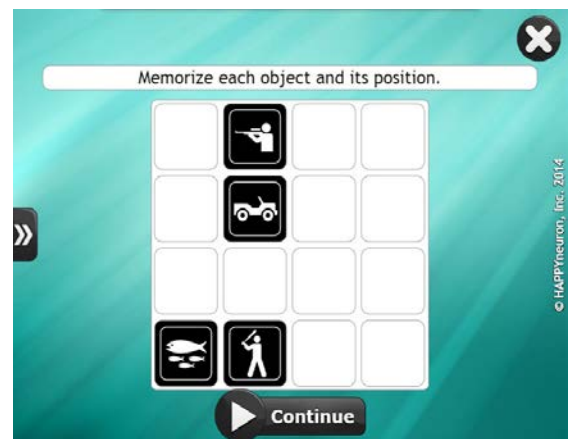 Memorize each object and its position.
© HAPPYneuron, Inc. 2014
Continue